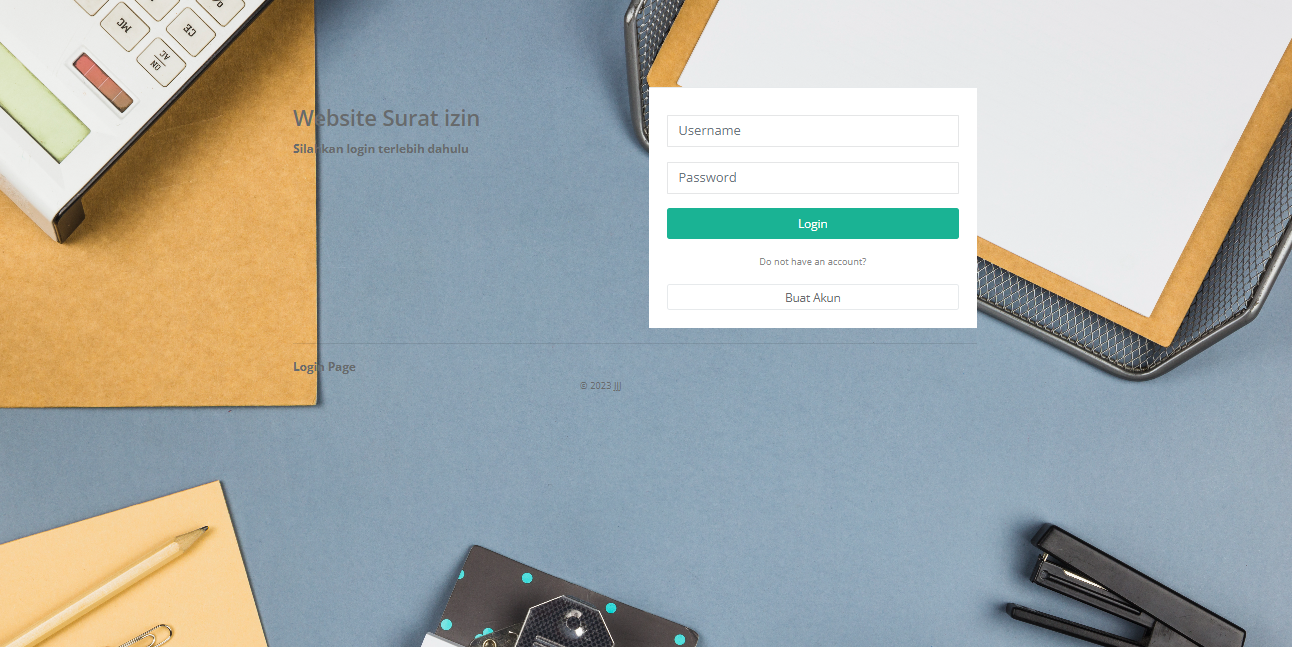 MC
CE
ON
AC
Website Surat izin
Silahkan login terlebih dahulu
Username
Password
Login
Do not have an account?
Buat Akun
Login Page
© 2023 JJJ